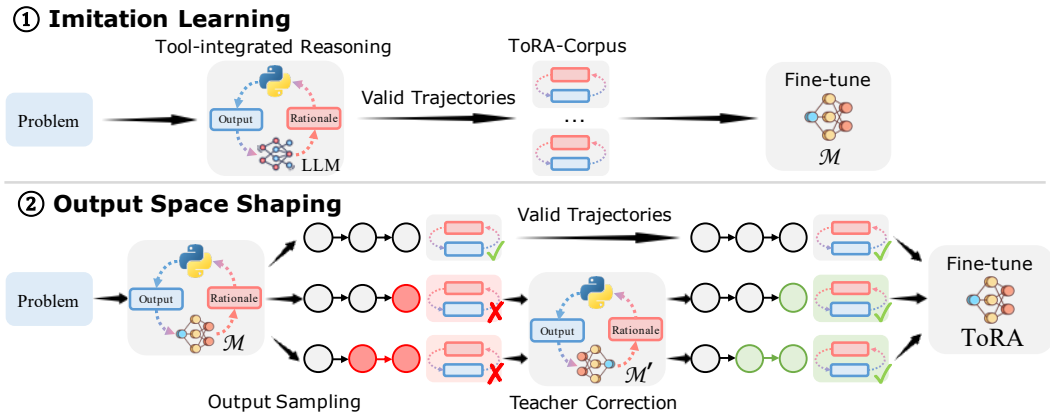 ① Imitation Learning
Tool-integrated Reasoning
ToRA-Corpus
Problem
Output
Rationale
LLM
Valid Trajectories
...
Fine-tune
M
② Output Space Shaping
Valid Trajectories
Problem
Output
Rationale
M
Output
Rationale
M′
Fine-tune
ToRA
Output Sampling
Teacher Correction